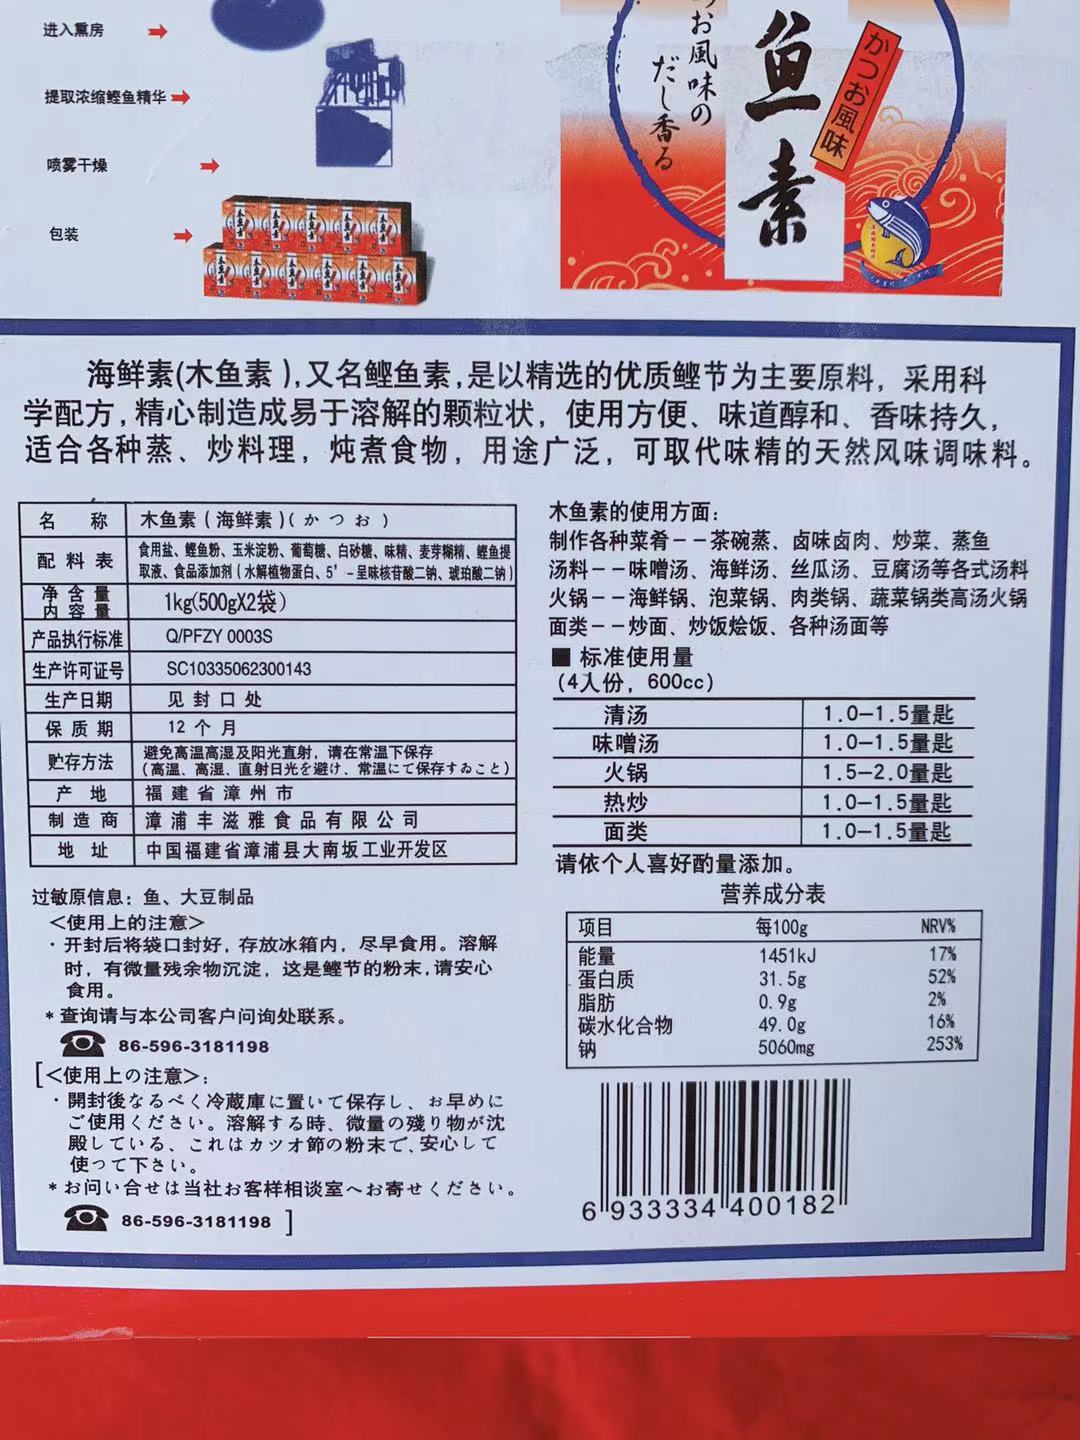 进入熏房
提取浓缩鲣鱼精华
喷雾干燥
包装
お風味の
だし香る
鱼素
かつお風味
海鲜素(木鱼素),又名鲣鱼素,是以精选的优质鲣节为主要原料，采用科
学配方,精心制造成易于溶解的颗粒状，使用方便、味道醇和、香味持久，
适合各种蒸、炒料理，炖煮食物，用途广泛，可取代味精的天然风味调味料。
名 称 木鱼素(海鲜素)(かつお)
配料表 食用盐、鲣鱼粉、玉米淀粉、葡萄糖、白砂糖、味精、麦芽糊精、鲣鱼提
取液、食品添加剂(水解植物蛋白、5'-呈味核苷酸二钠、琥珀酸二钠)
净含量
内容量 1kg(500gX2袋)
产品执行标准 Q/PFZY 0003S
生产许可证号 SC10335062300143
生产日期 见封口处
保质期 12个月
贮存方法 避免高温高湿及阳光直射，请在常温下保存
(高温、高湿、直射日光を避け、常温にて保存すゐこと)
产地 福建省漳州市
制造商 漳浦丰滋雅食品有限公司
地址 中国福建省漳浦县大南坂工业开发区
过敏原信息：鱼、大豆制品
<使用上的注意>
·开封后将袋口封好，存放冰箱内，尽早食用。溶解
时，有微量残余物沉淀，这是鲣节的粉末,请安心
食用。
*查询请与本公司客户问询处联系。
86-596-3181198
[<使用上の注意>:
·開封後なるべく冷蔵庫に置いて保存し、お早めに
ご使用ください。溶解する時、微量の殘り物が沈
殿している、これはカツオ節の粉末で、安心して
使つて下さい。
*お問い合せは当社お客样相談室へお寄せください。
86-596-3181198 ]
木鱼素的使用方面：
制作各种菜肴－－茶碗蒸、卤味卤肉、炒菜、蒸鱼
汤料－－味噌汤、海鲜汤、丝瓜汤、豆腐汤等各式汤料
火锅－－海鲜锅、泡菜锅、肉类锅、蔬菜锅类高汤火锅
面类－－炒面、炒饭烩饭、各种汤面等
■ 标准使用量
(4人份，600cc)
清汤 1.0—1.5量匙
味噌汤 1.0—1.5量匙
火锅 1.5—2.0量匙
热炒 1.0—1.5量匙
面类 1.0—1.5量匙
请依个人喜好酌量添加。
营养成分表
项目 每100g NRV%
能量 1451kJ 17%
蛋白质 31.5g 52%
脂肪 0.9g 2%
碳水化合物 49.0g 16%
钠 5060mg 253%
6 933334 400182